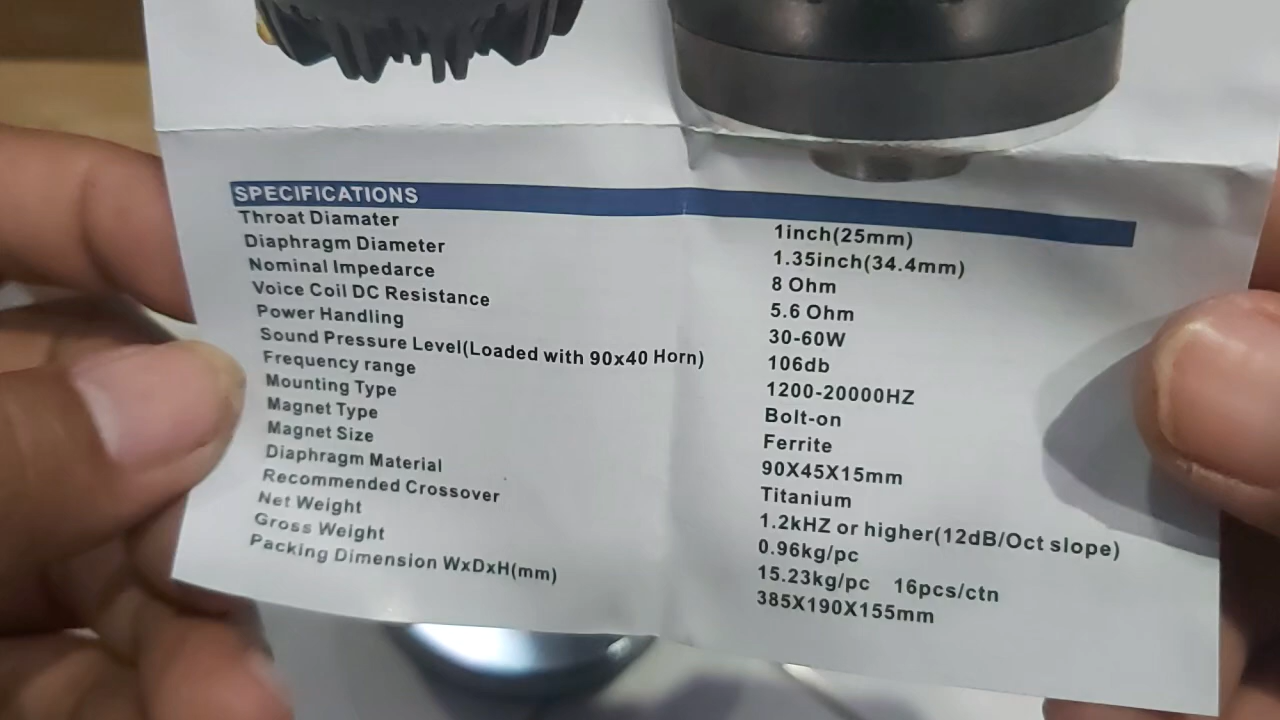 SPECIFICATIONS
Throat Diamater 1inch(25mm)
Diaphragm Diameter 1.35inch(34.4mm)
Nominal Impedarce 8 Ohm
Voice Coil DC Resistance 5.6 Ohm
Power Handling 30-60W
Sound Pressure Level(Loaded with 90x40 Horn) 106db
Frequency range 1200-20000HZ
Mounting Type Bolt-on
Magnet Type Ferrite
Magnet Size 90X45X15mm
Diaphragm Material Titanium
Recommended Crossover 1.2kHZ or higher(12dB/Oct slope)
Net Weight 0.96kg/pc
Gross Weight 15.23kg/pc 16pcs/ctn
Packing Dimension WxDxH(mm) 385X190X155mm